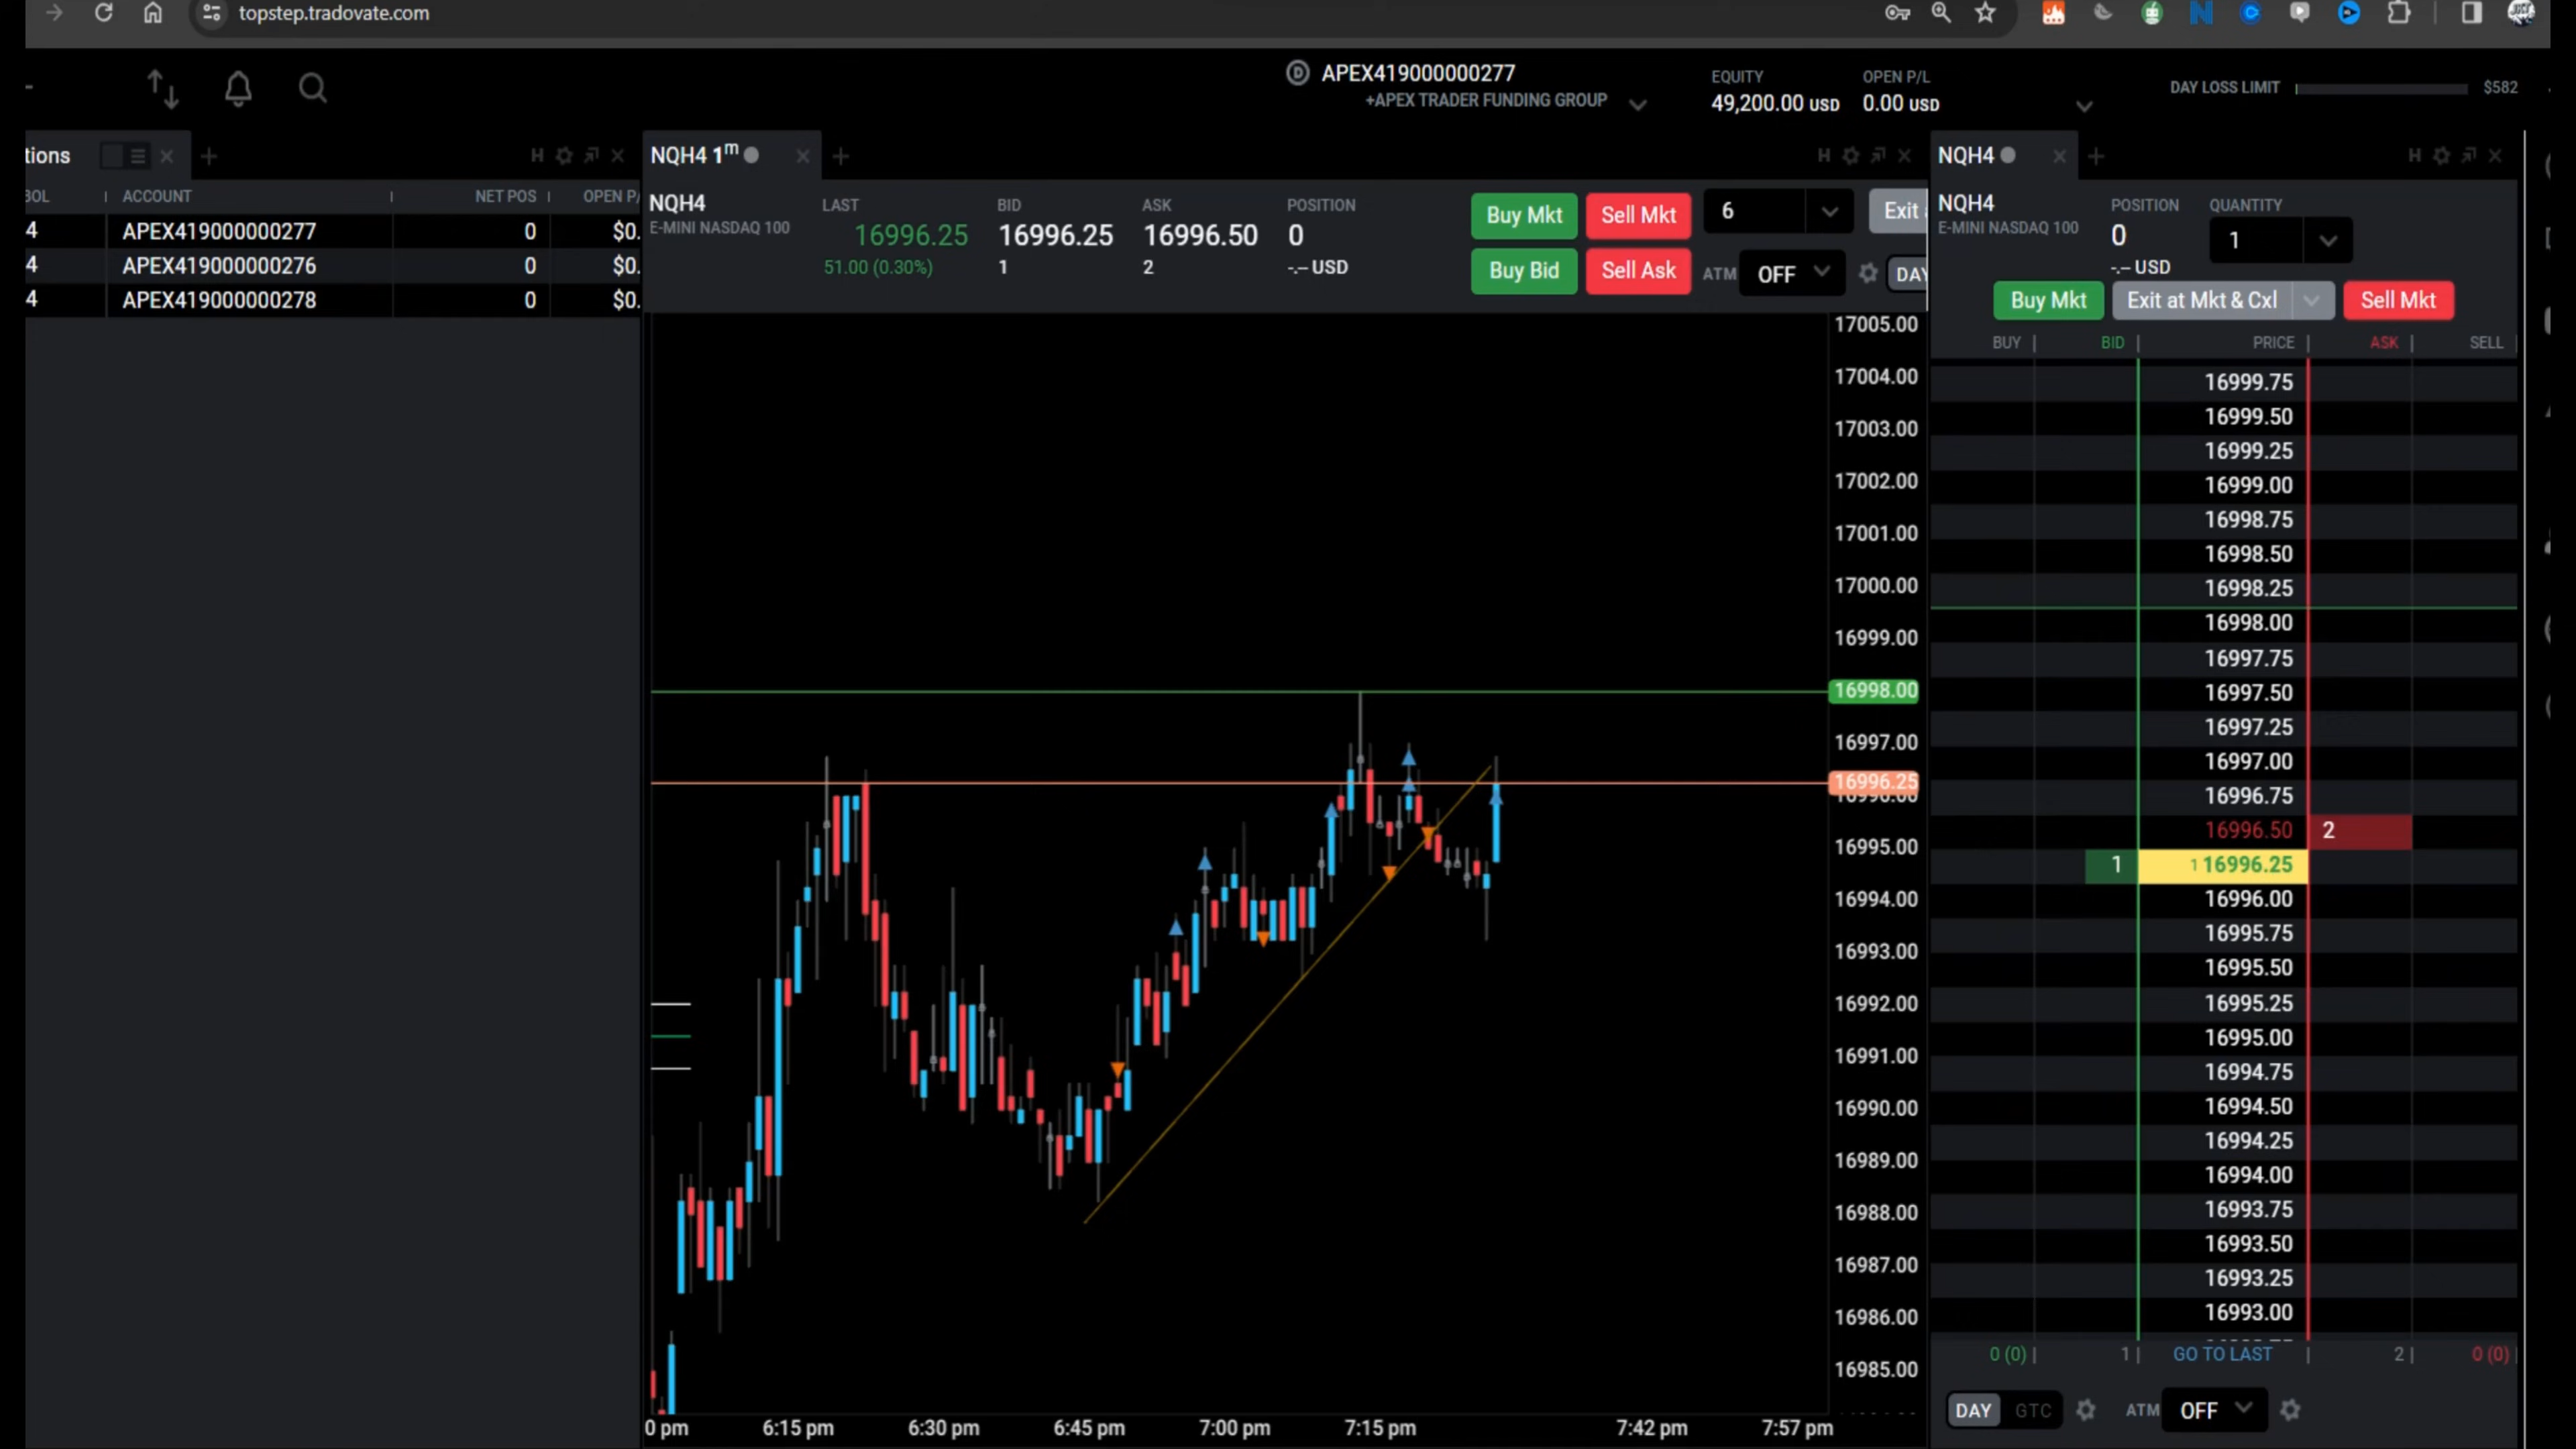 topstep.tradovate.com
APEX419000000277
+APEX TRADER FUNDING GROUP
EQUITY
49,200.00 USD
OPEN P/L
0.00 USD
DAY LOSS LIMIT
$582
tions
NQH4 1m
NQH4
ACCOUNT
NET POS
OPEN P/
4 APEX419000000277 0 $0.
4 APEX419000000276 0 $0.
4 APEX419000000278 0 $0.
NQH4
E-MINI NASDAQ 100
LAST
16996.25
51.00 (0.30%)
BID
16996.25
1
ASK
16996.50
2
POSITION
0
-.-- USD
Buy Mkt
Sell Mkt
6
Exit
Buy Bid
Sell Ask
ATM
OFF
DAY
17005.00
17004.00
17003.00
17002.00
17001.00
17000.00
16999.00
16998.00
16997.00
16996.25
16995.00
16994.00
16993.00
16992.00
16991.00
16990.00
16989.00
16988.00
16987.00
16986.00
16985.00
0 pm
6:15 pm
6:30 pm
6:45 pm
7:00 pm
7:15 pm
7:42 pm
7:57 pm
NQH4
E-MINI NASDAQ 100
POSITION
0
-.-- USD
QUANTITY
1
Buy Mkt
Exit at Mkt & Cxl
Sell Mkt
BUY BID PRICE ASK SELL
16999.75
16999.50
16999.25
16999.00
16998.75
16998.50
16998.25
16998.00
16997.75
16997.50
16997.25
16997.00
16996.75
16996.50 2
1 1 16996.25
16996.00
16995.75
16995.50
16995.25
16995.00
16994.75
16994.50
16994.25
16994.00
16993.75
16993.50
16993.25
16993.00
0 (0) 1 GO TO LAST 2 0 (0)
DAY GTC ATM OFF